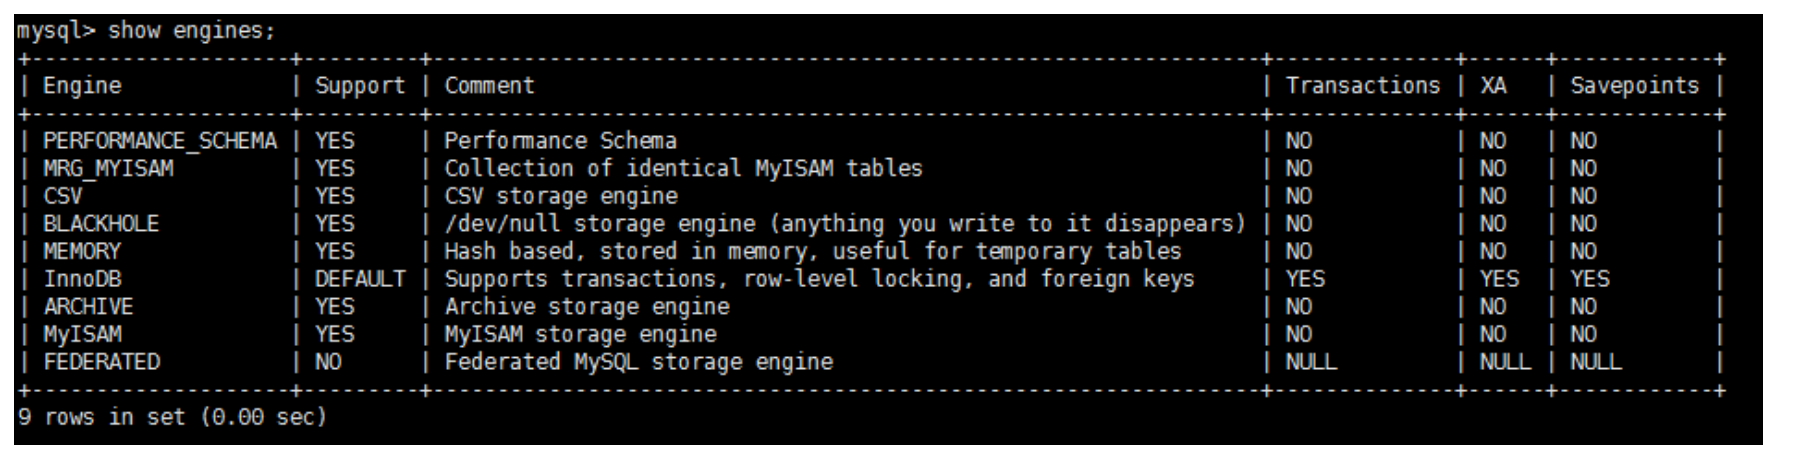 mysql> show engines;
+--------------------+---------+----------------------------------------------------------------+--------------+------+------------+
| Engine             | Support | Comment                                                        | Transactions | XA   | Savepoints |
+--------------------+---------+----------------------------------------------------------------+--------------+------+------------+
| PERFORMANCE_SCHEMA | YES     | Performance Schema                                             | NO           | NO   | NO         |
| MRG_MYISAM         | YES     | Collection of identical MyISAM tables                          | NO           | NO   | NO         |
| CSV                | YES     | CSV storage engine                                             | NO           | NO   | NO         |
| BLACKHOLE          | YES     | /dev/null storage engine (anything you write to it disappears) | NO           | NO   | NO         |
| MEMORY             | YES     | Hash based, stored in memory, useful for temporary tables      | NO           | NO   | NO         |
| InnoDB             | DEFAULT | Supports transactions, row-level locking, and foreign keys     | YES          | YES  | YES        |
| ARCHIVE            | YES     | Archive storage engine                                         | NO           | NO   | NO         |
| MyISAM             | YES     | MyISAM storage engine                                          | NO           | NO   | NO         |
| FEDERATED          | NO      | Federated MySQL storage engine                                 | NULL         | NULL | NULL       |
+--------------------+---------+----------------------------------------------------------------+--------------+------+------------+
9 rows in set (0.00 sec)